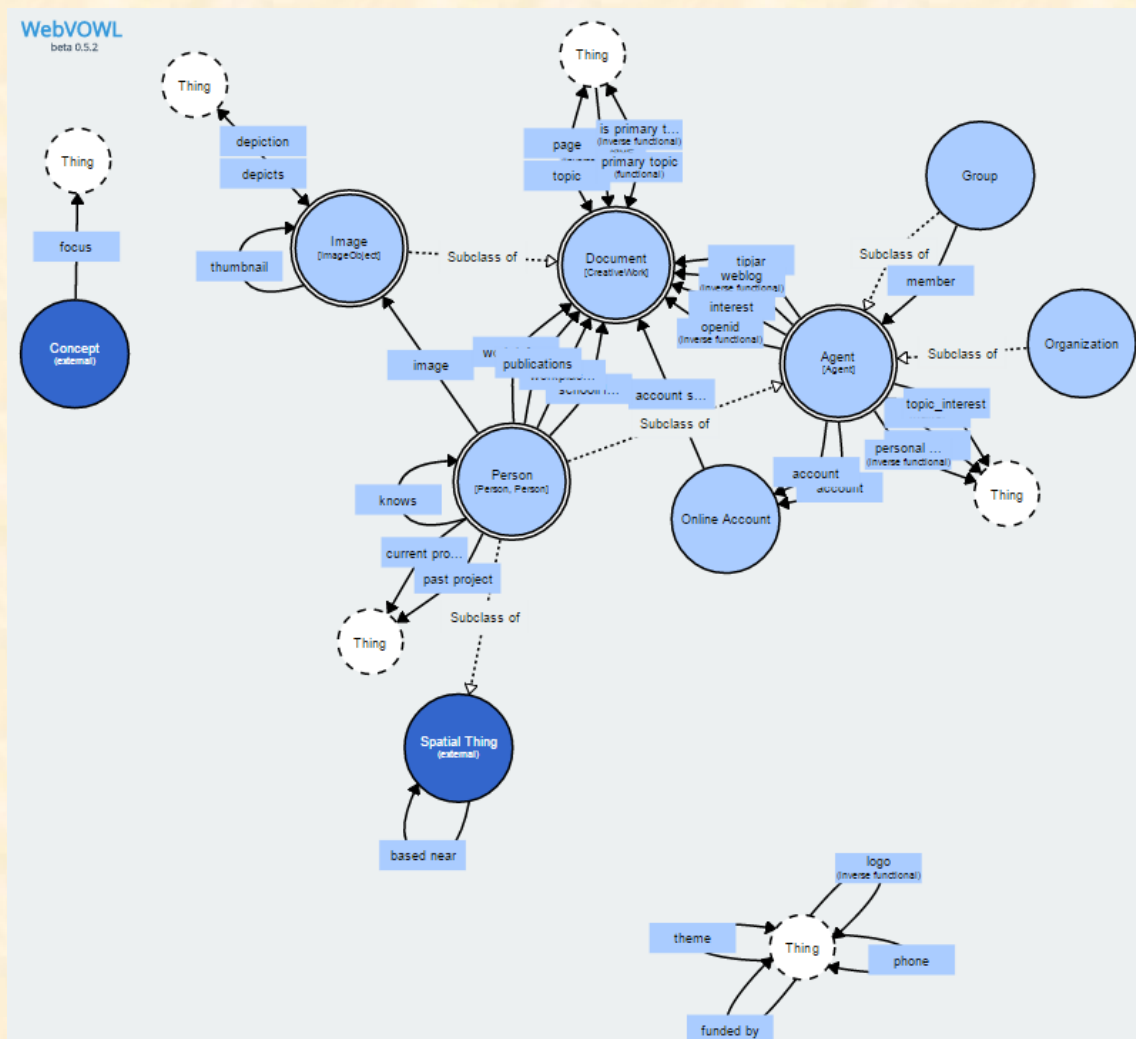 WebVOWL
beta 0.5.2
Thing
Thing
Thing
depiction
depicts
page
topic
is primary t...
(inverse functional)
primary topic
(functional)
Group
focus
Image
[ImageObject]
thumbnail
Subclass of
Document
[CreativeWork]
tipjar
weblog
(inverse functional)
interest
openid
(inverse functional)
Subclass of
member
Concept
(external)
Agent
[Agent]
Subclass of
Organization
image
publications
account s...
Subclass of
topic_interest
personal ...
(inverse functional)
Person
[Person, Person]
knows
account
account
Thing
Online Account
current pro...
past project
Thing
Subclass of
Spatial Thing
(external)
based near
logo
(inverse functional)
theme
Thing
phone
funded by